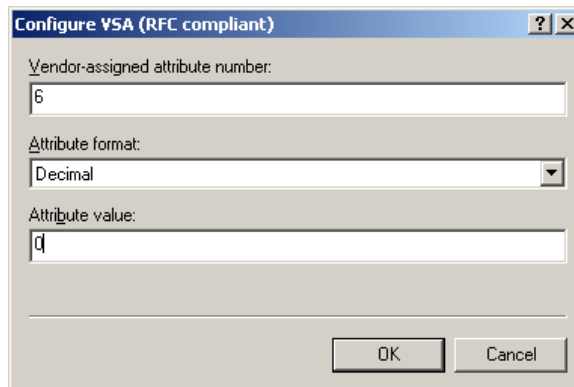 Configure VSA (RFC compliant)
Vendor-assigned attribute number:
6
Attribute format:
Decimal
Attribute value:
0
OK
Cancel